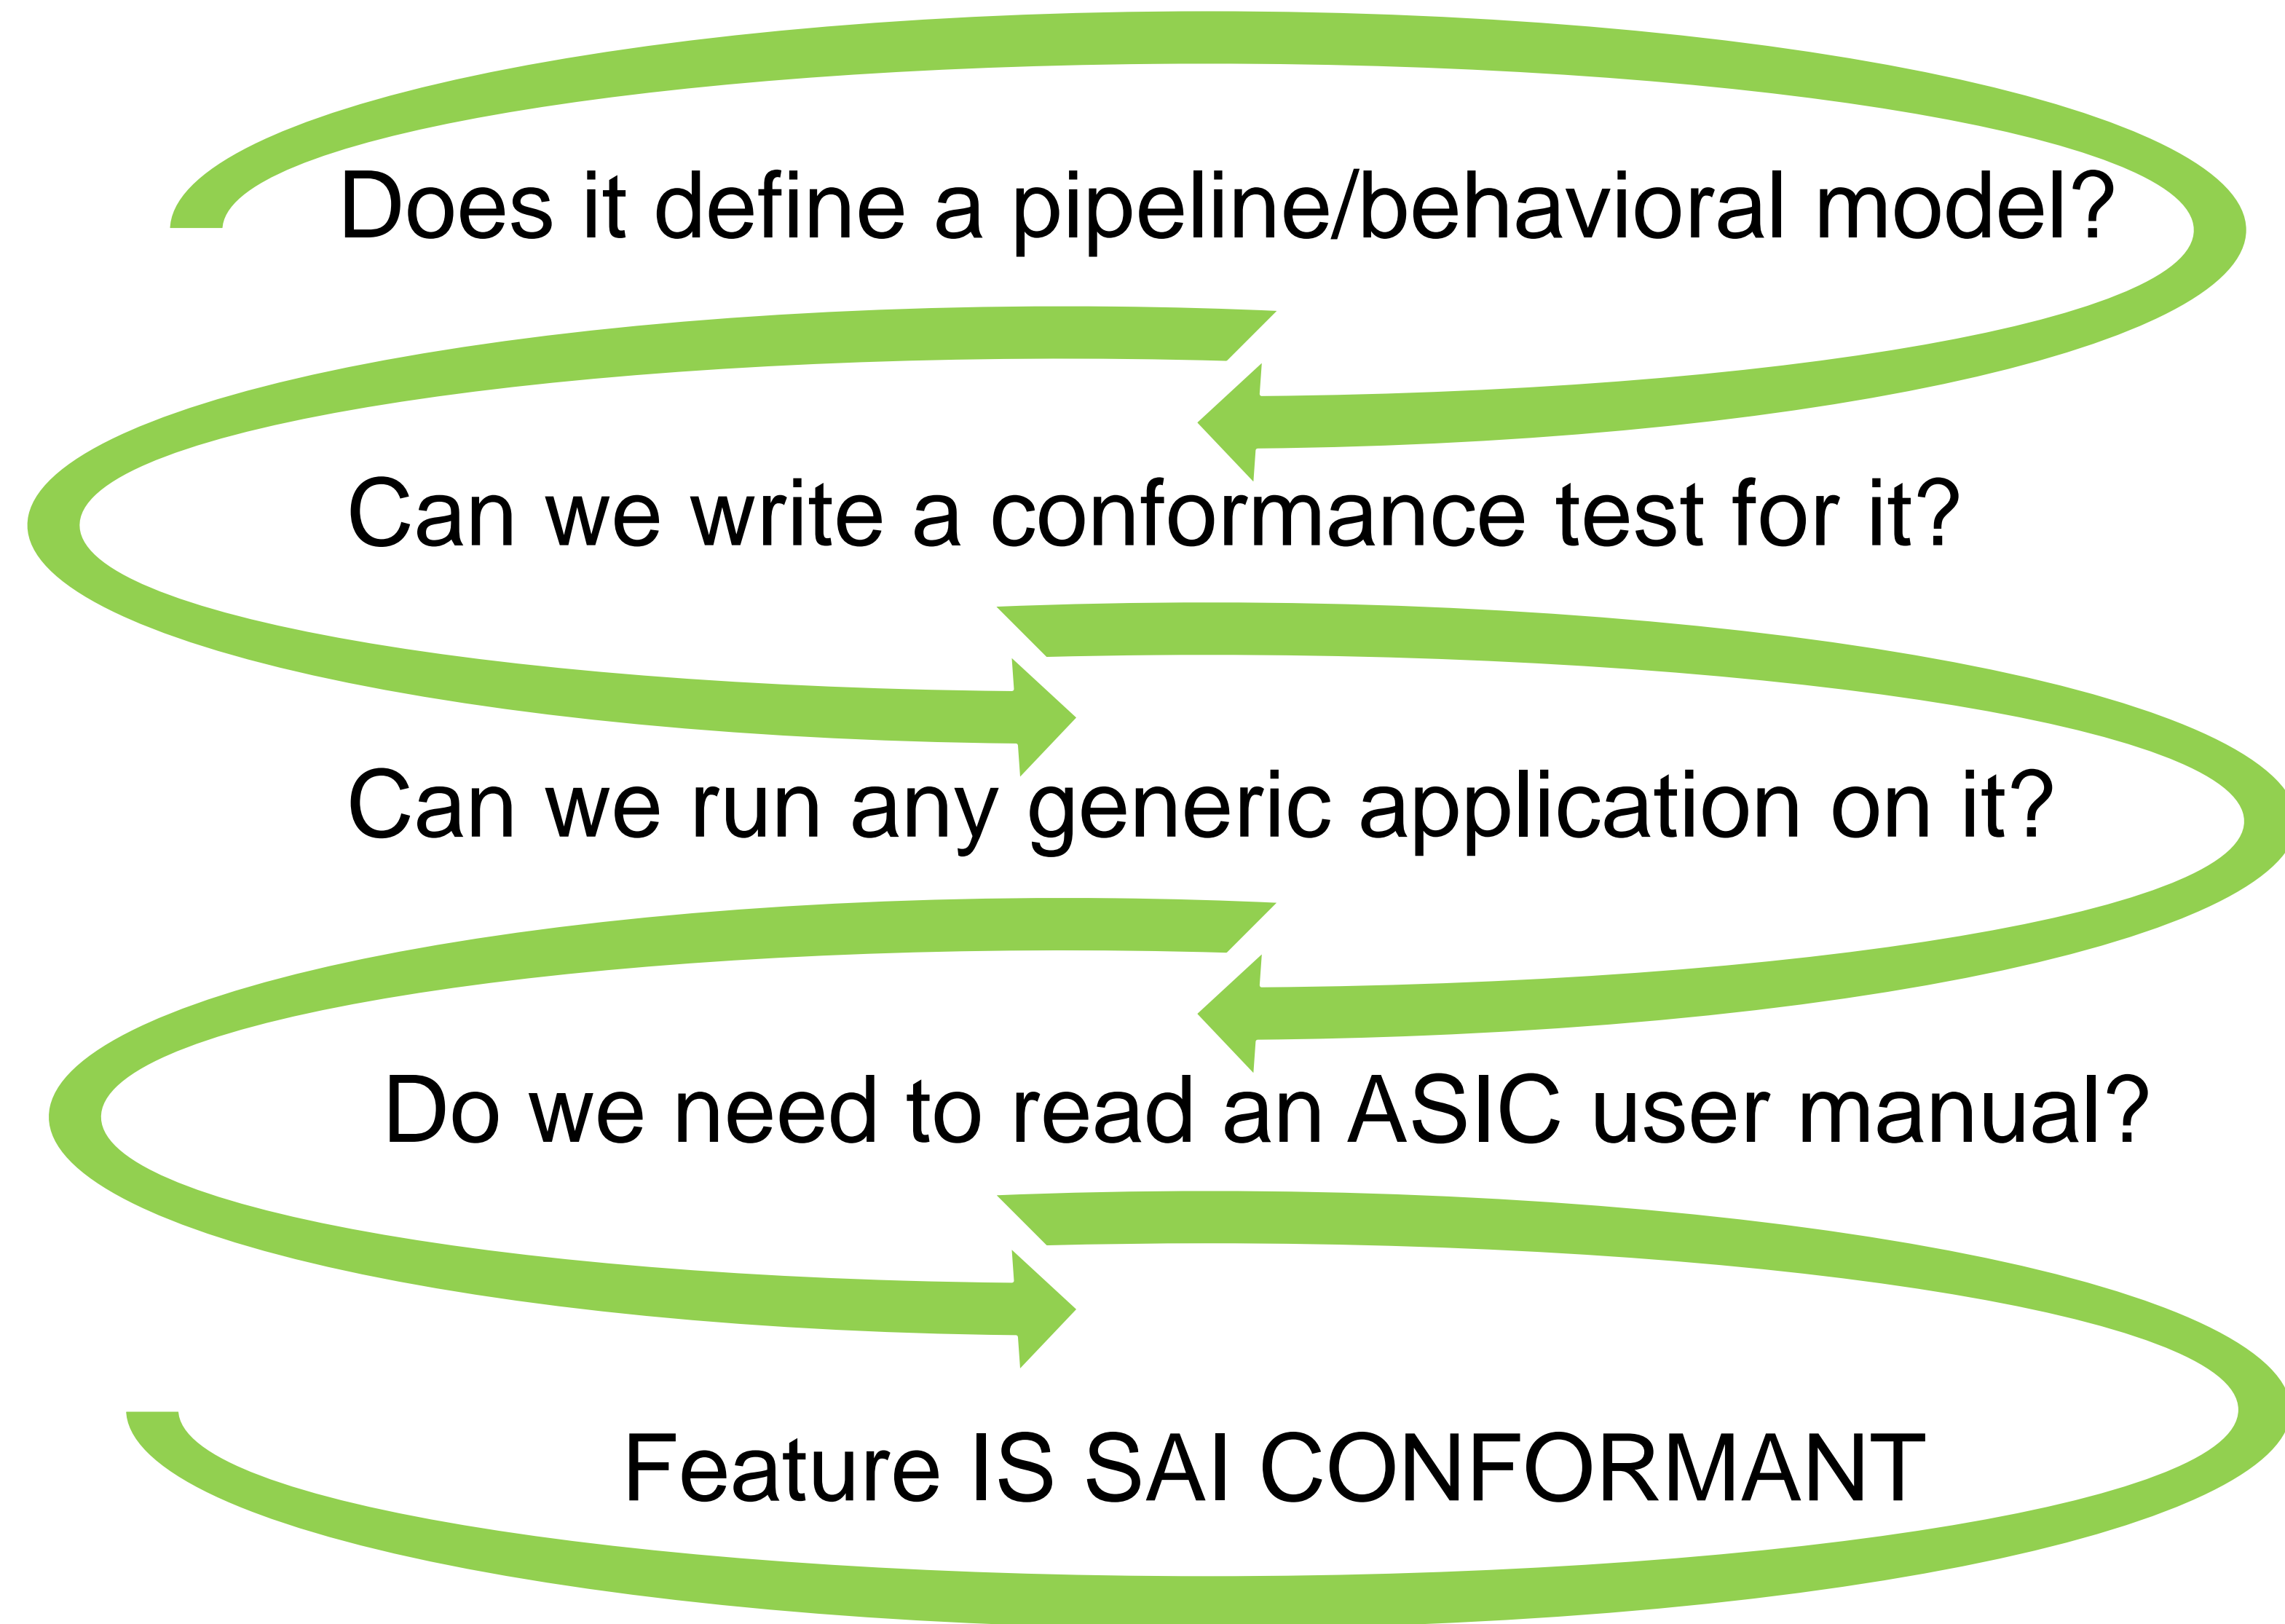 Does it define a pipeline/behavioral model?
Can we write a conformance test for it?
Can we run any generic application on it?
Do we need to read an ASIC user manual?
Feature IS SAI CONFORMANT